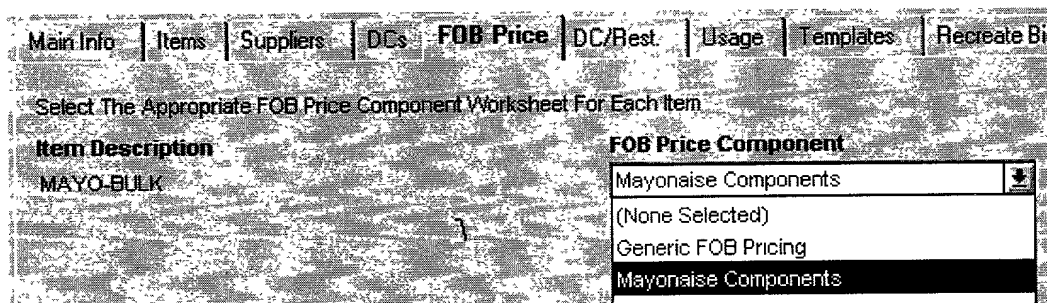 Main Info Items Suppliers DCs FOB Price DC/Rest. Usage Templates Recreate Bi
Select The Appropriate FOB Price Component Worksheet For Each Item
Item Description FOB Price Component
MAYO-BULK Mayonaise Components
(None Selected)
Generic FOB Pricing
Mayonaise Components